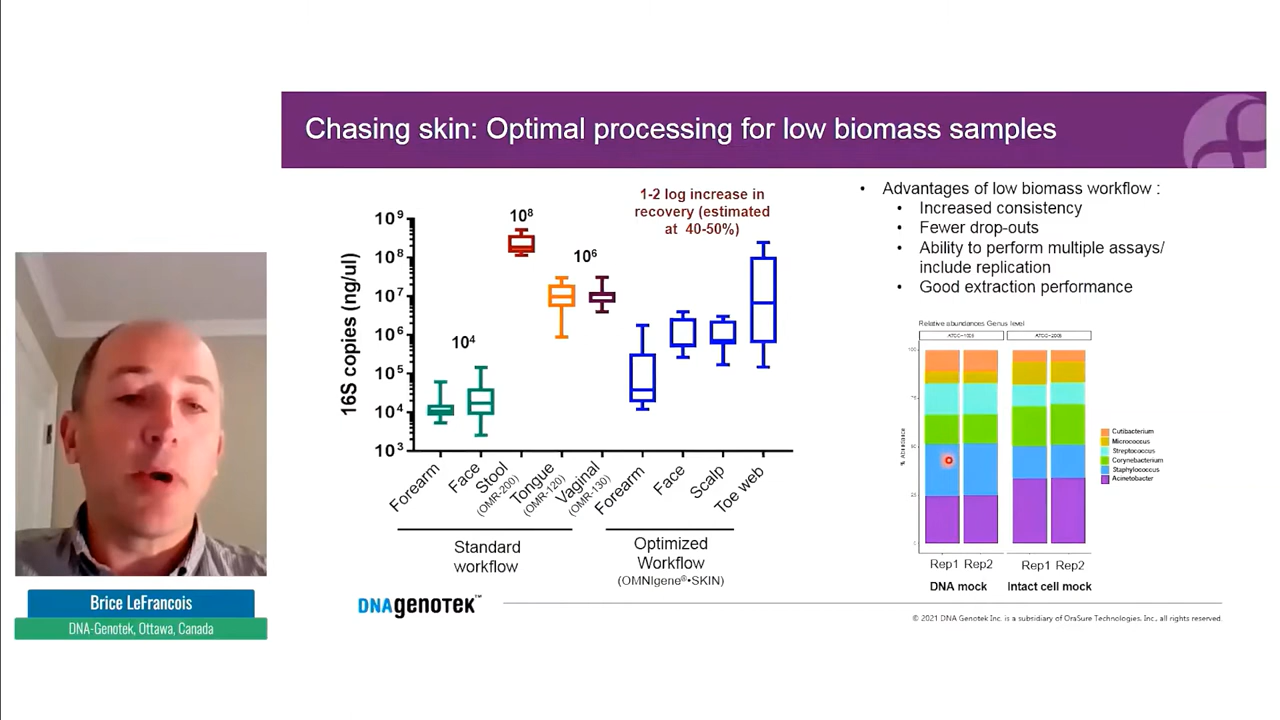 Chasing skin: Optimal processing for low biomass samples
1-2 log increase in
recovery (estimated
at 40-50%)
16S copies (ng/ul)
10⁹
10⁸
10⁷
10⁶
10⁵
10⁴
10³
10⁴
10⁸
10⁶
Forearm
Face
Stool
(OMR-200)
Tongue
(OMR-120)
Vaginal
(OMR-130)
Forearm
Face
Scalp
Toe web
Standard
workflow
Optimized
Workflow
(OMNIgene®•SKIN)
• Advantages of low biomass workflow :
• Increased consistency
• Fewer drop-outs
• Ability to perform multiple assays/
include replication
• Good extraction performance
Relative abundances Genus level
% Abundance
Cutibacterium
Micrococcus
Streptococcus
Corynebacterium
Staphylococcus
Acinetobacter
Rep1 Rep2
Rep1 Rep2
DNA mock
Intact cell mock
DNAgenotek™
© 2021 DNA Genotek Inc. is a subsidiary of OraSure Technologies. Inc., all rights reserved.
Brice LeFrancois
DNA-Genotek, Ottawa, Canada